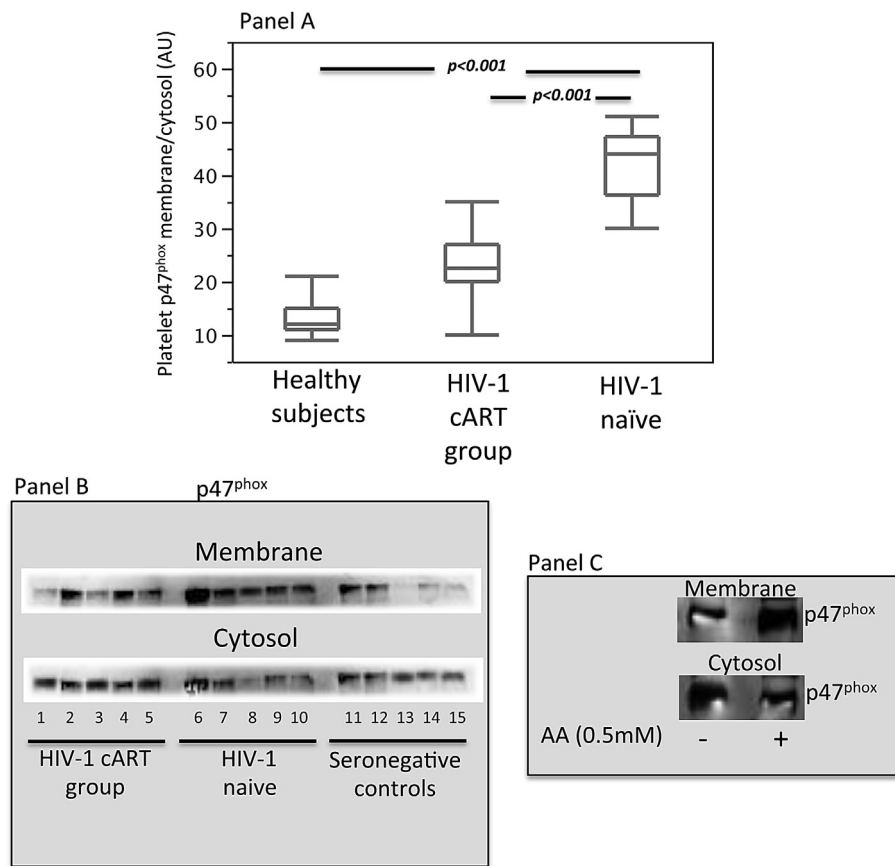 Panel A
Platelet p47phox membrane/cytosol (AU)
60
50
40
30
20
10
p<0.001
p<0.001
Healthy
subjects
HIV-1
cART
group
HIV-1
naïve
Panel B
p47phox
Membrane
Cytosol
1 2 3 4 5 6 7 8 9 10 11 12 13 14 15
HIV-1 cART
group
HIV-1
naive
Seronegative
controls
Panel C
Membrane
p47phox
Cytosol
p47phox
AA (0.5mM) - +